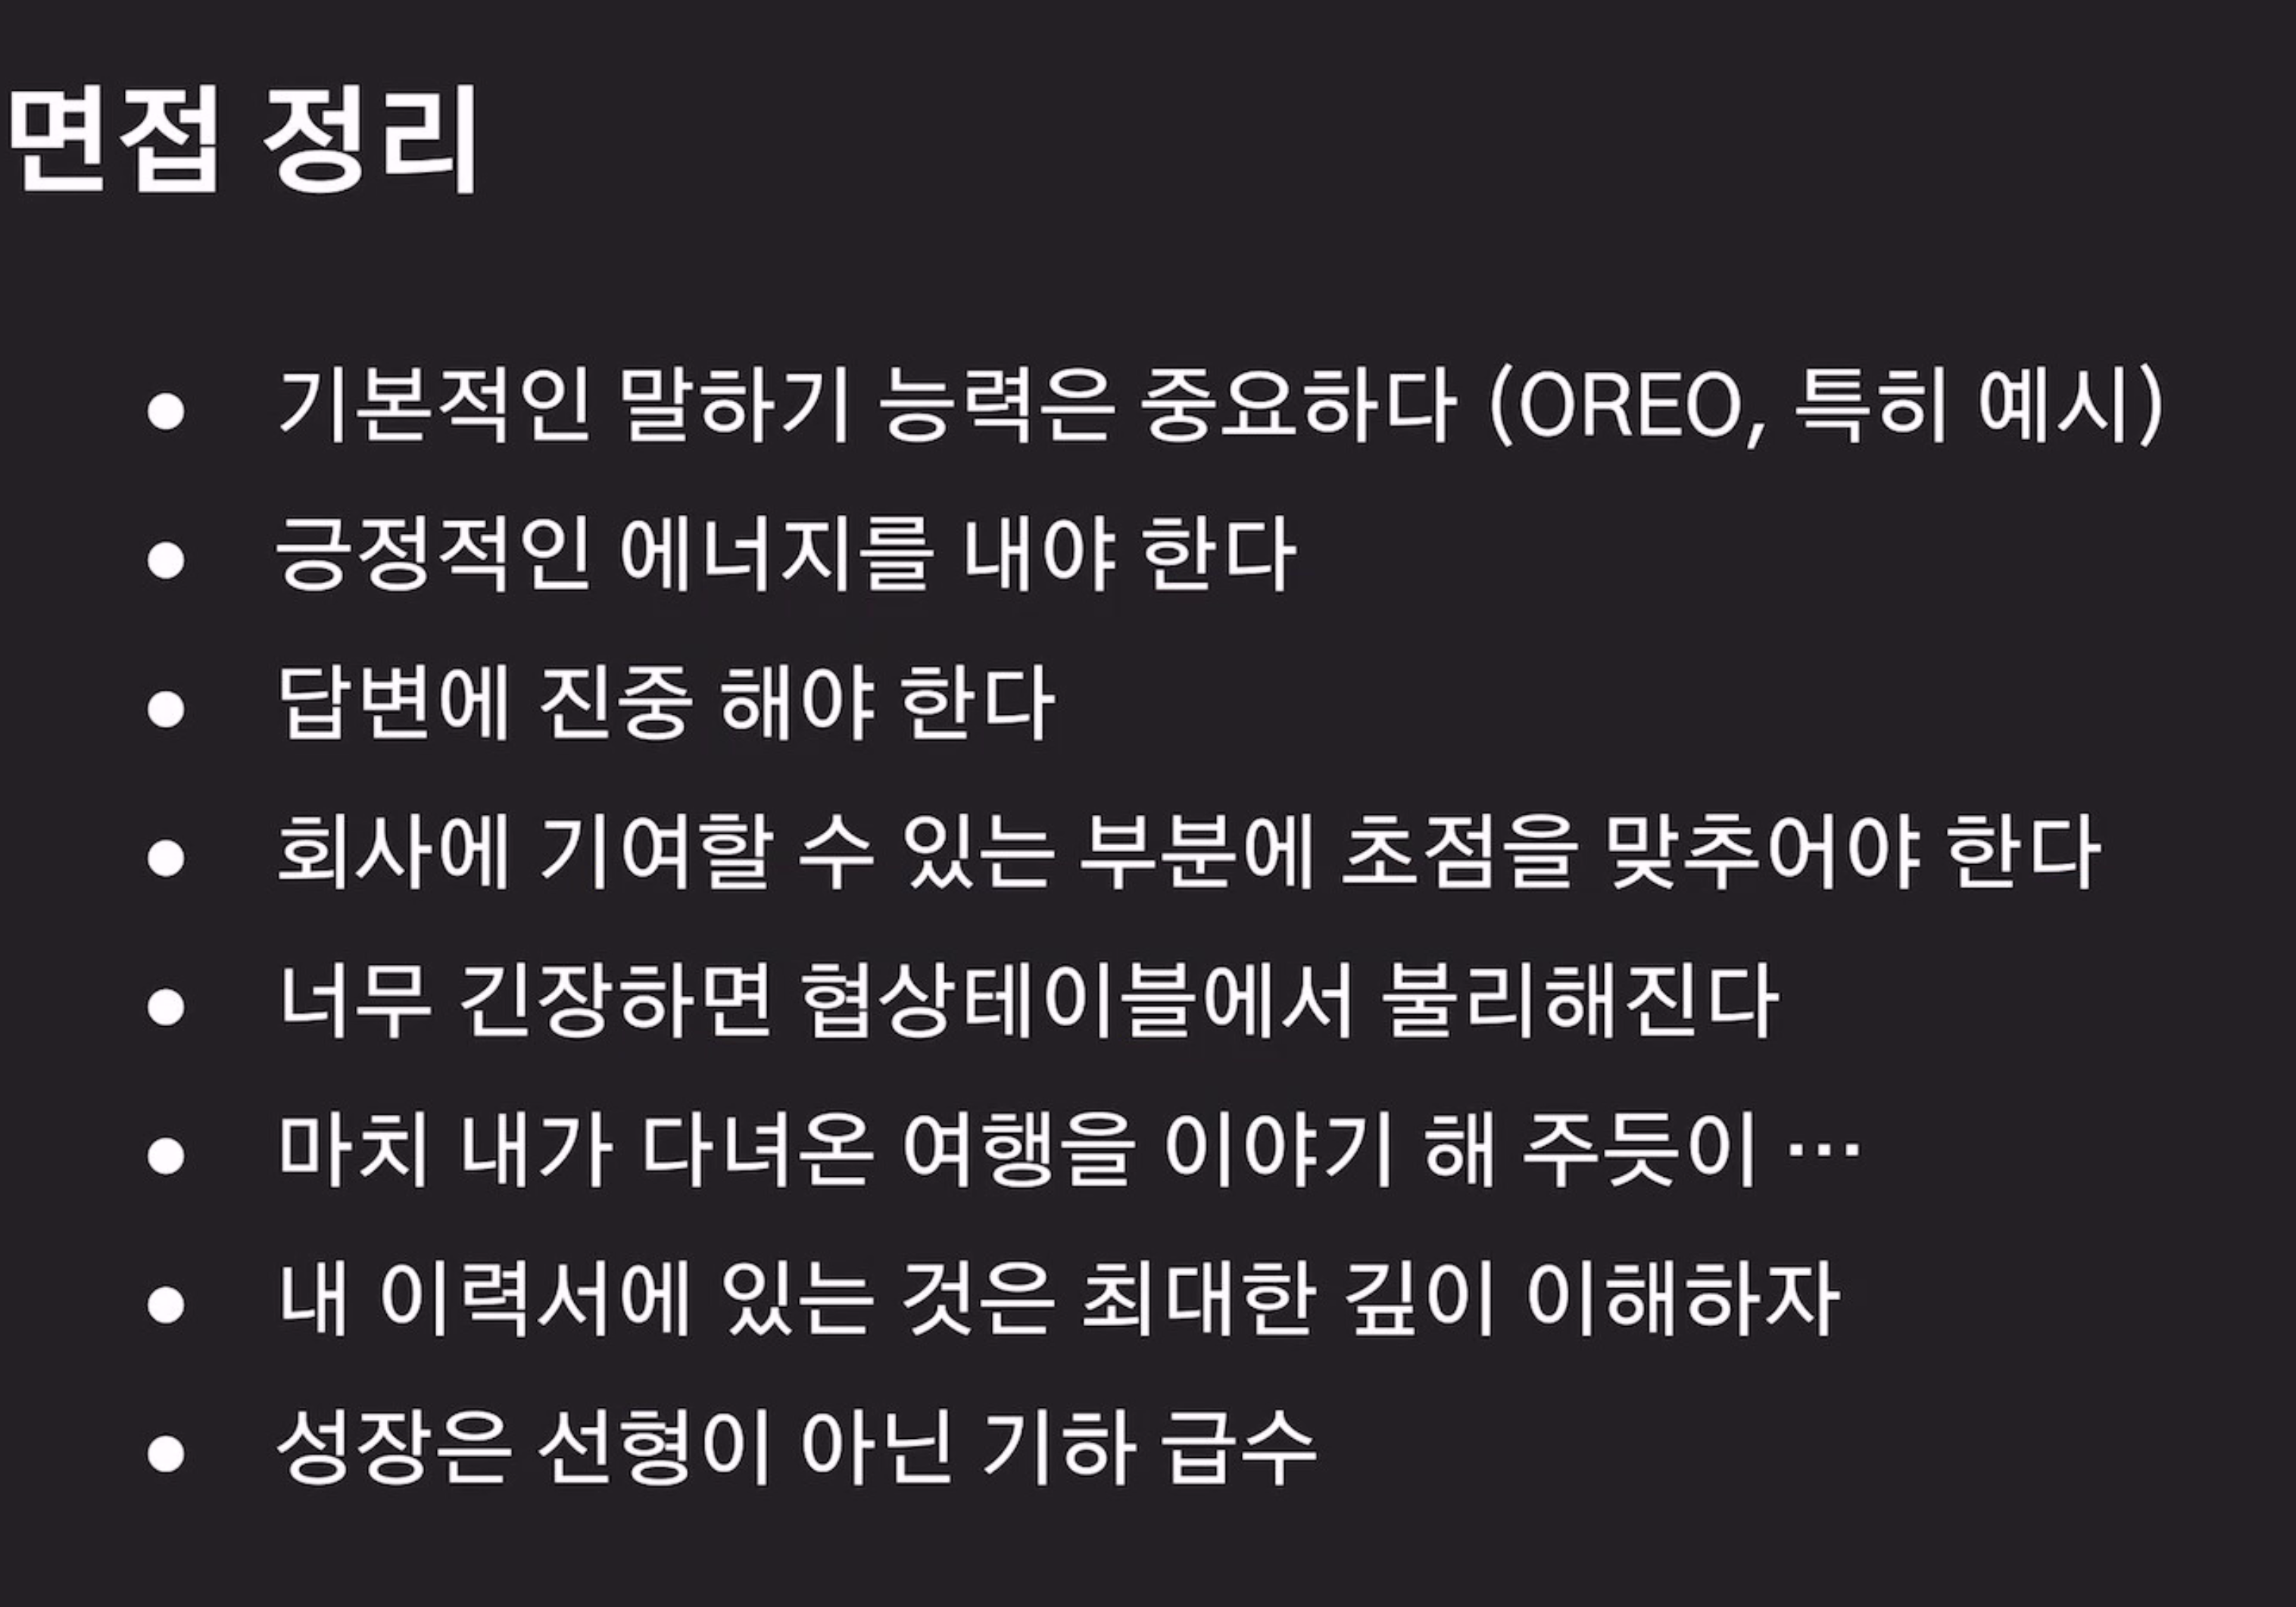 면접 정리
• 기본적인 말하기 능력은 중요하다 (OREO, 특히 예시)
• 긍정적인 에너지를 내야 한다
• 답변에 진중 해야 한다
• 회사에 기여할 수 있는 부분에 초점을 맞추어야 한다
• 너무 긴장하면 협상테이블에서 불리해진다
• 마치 내가 다녀온 여행을 이야기 해 주듯이 …
• 내 이력서에 있는 것은 최대한 깊이 이해하자
• 성장은 선형이 아닌 기하 급수